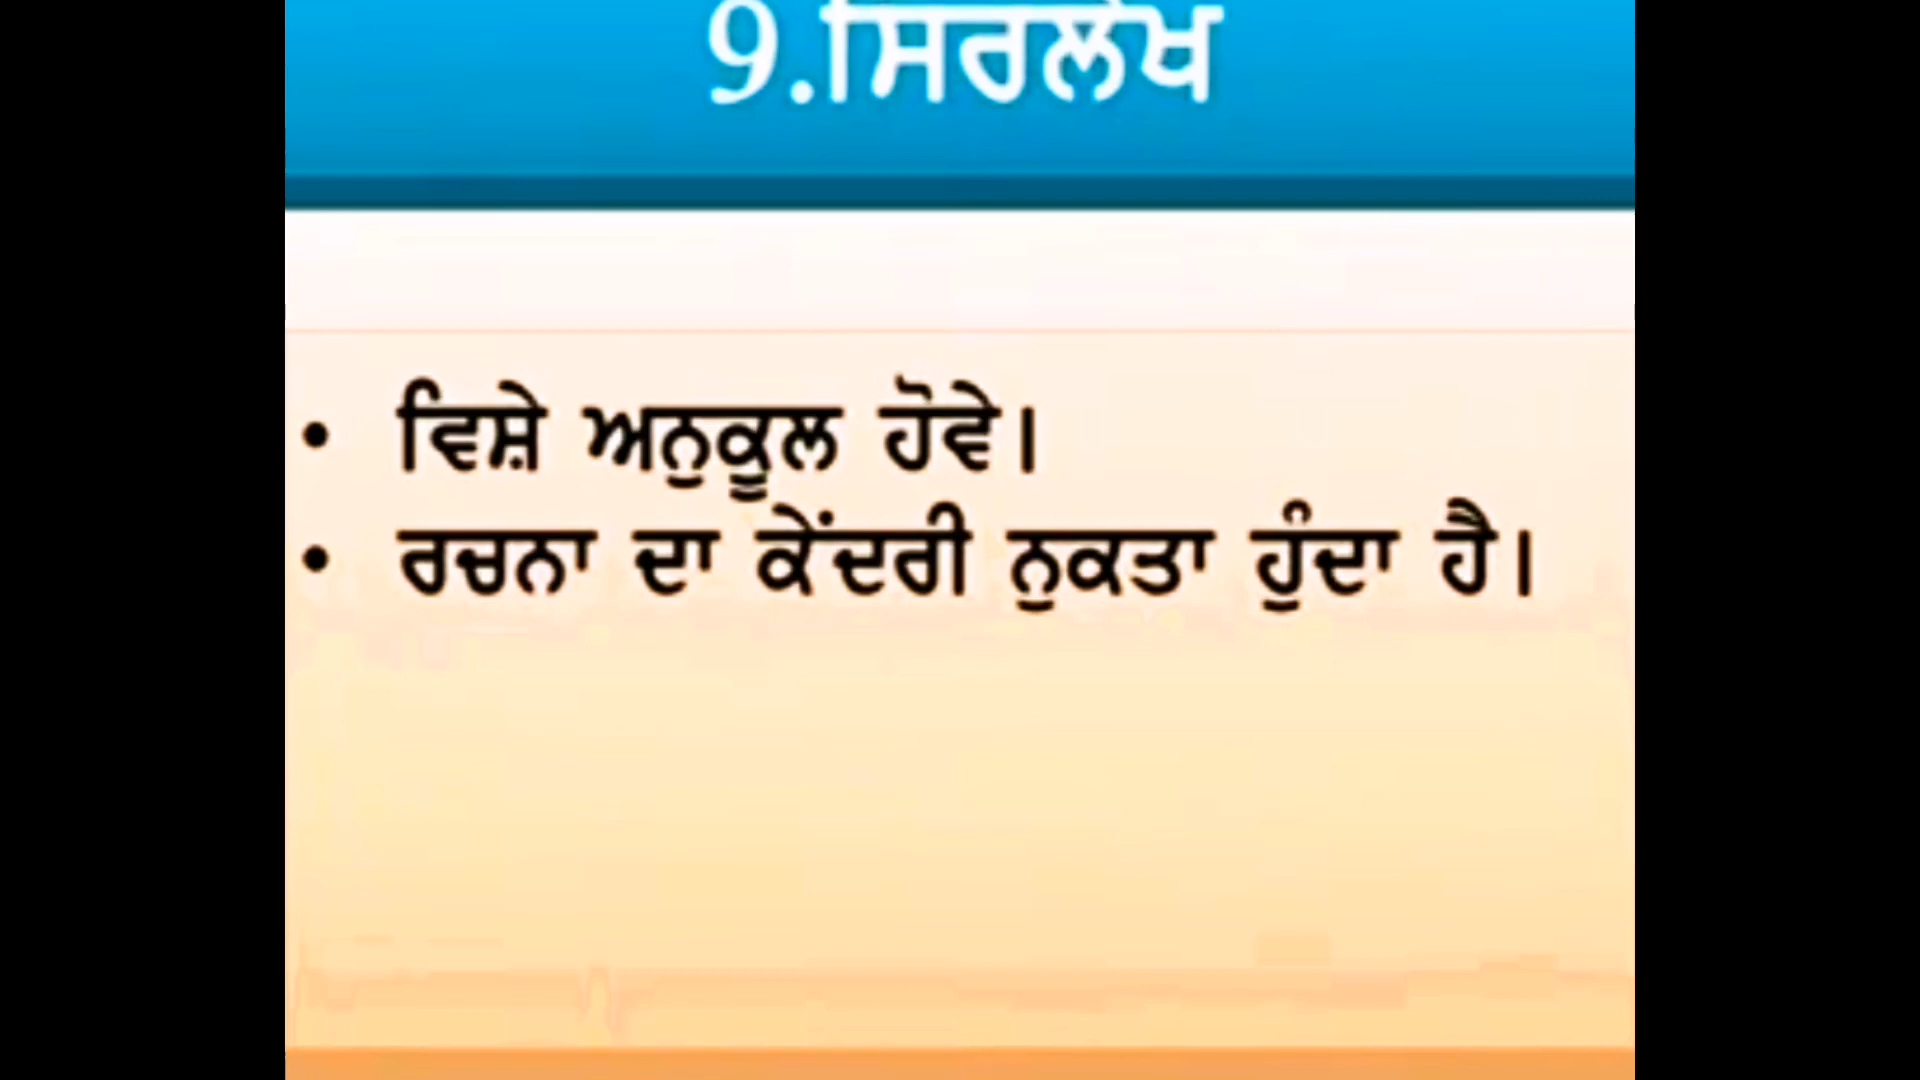 9.ਸਿਰਲੇਖ
• ਵਿਸ਼ੇ ਅਨੁਕੂਲ ਹੋਵੇ।
• ਰਚਨਾ ਦਾ ਕੇਂਦਰੀ ਨੁਕਤਾ ਹੁੰਦਾ ਹੈ।